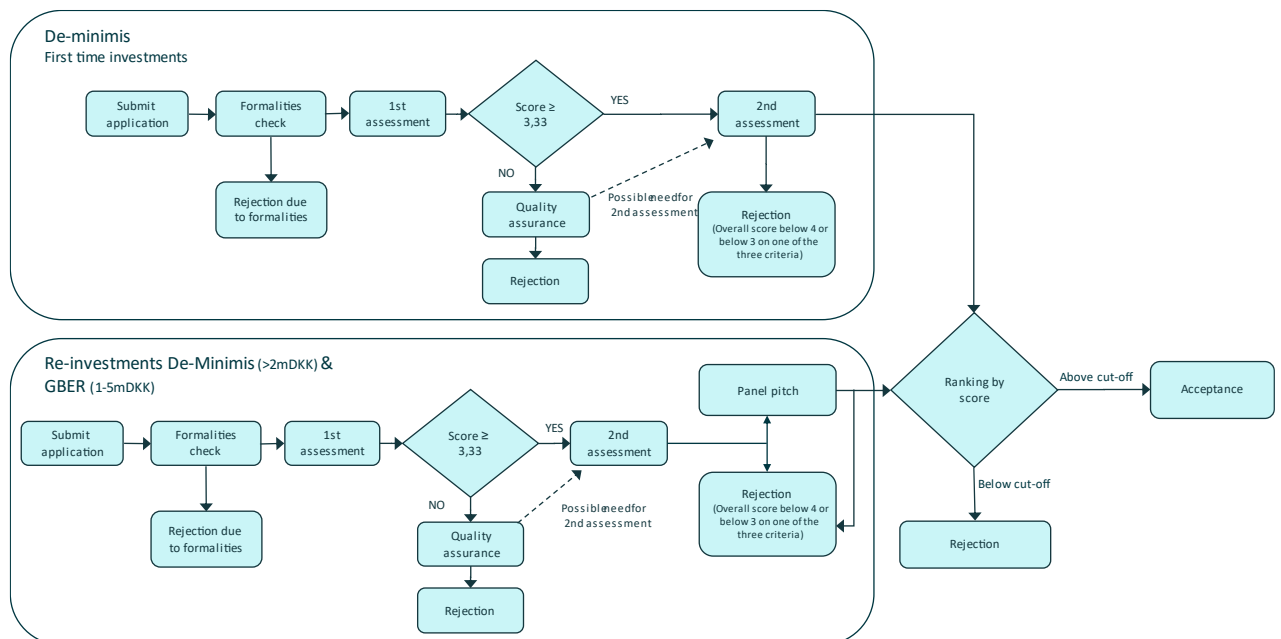 De-minimis
First time investments
Submit
application
Formalities
check
1st
assessment
Score ≥
3,33
YES
2nd
assessment
NO
Rejection due
to formalities
Quality
assurance
Possible need for
2nd assessment
Rejection
(Overall score below 4 or
below 3 on one of the
three criteria)
Rejection
Re-investments De-Minimis (>2mDKK) &
GBER (1-5mDKK)
Submit
application
Formalities
check
1st
assessment
Score ≥
3,33
YES
2nd
assessment
Panel pitch
NO
Rejection due
to formalities
Quality
assurance
Possible need for
2nd assessment
Rejection
(Overall score below 4 or
below 3 on one of the
three criteria)
Rejection
Ranking by
score
Above cut-off
Acceptance
Below cut-off
Rejection